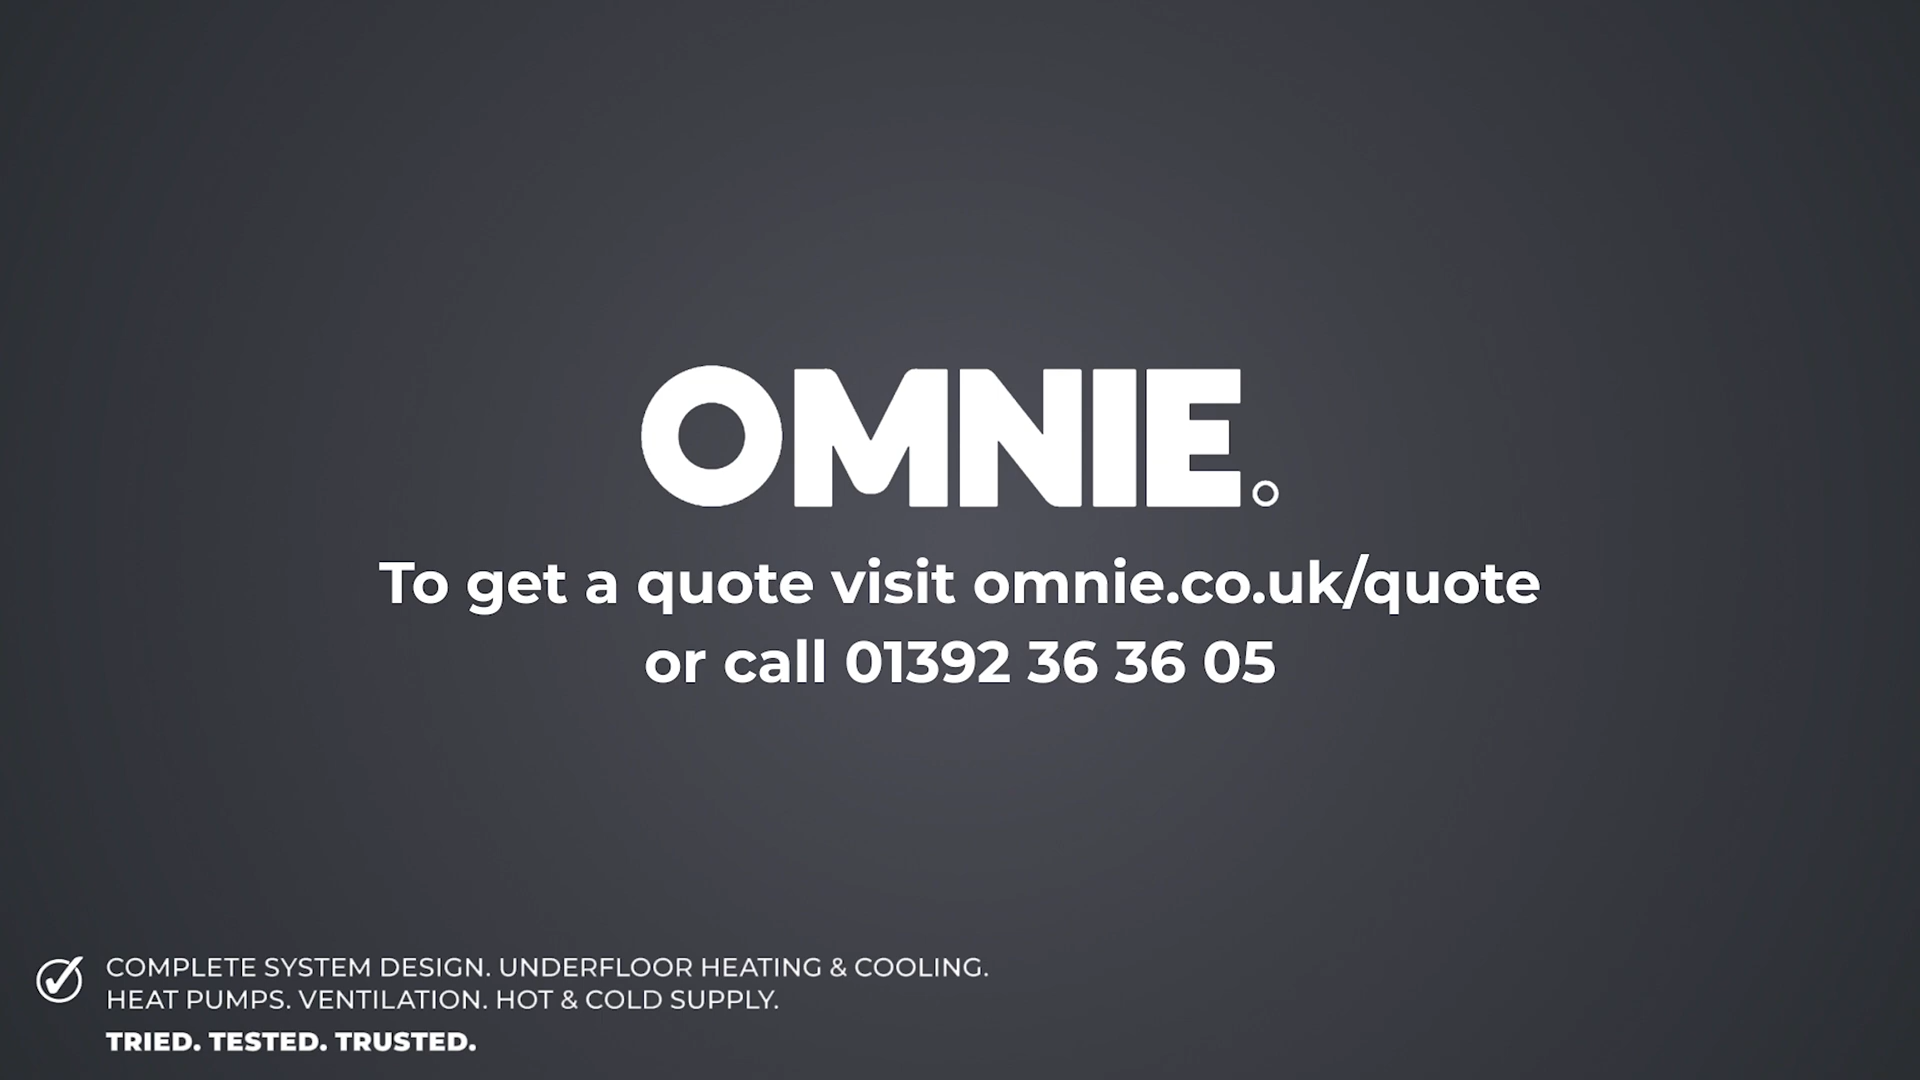 OMNIE
To get a quote visit omnie.co.uk/quote
or call 01392 36 36 05
COMPLETE SYSTEM DESIGN. UNDERFLOOR HEATING & COOLING.
HEAT PUMPS. VENTILATION. HOT & COLD SUPPLY.
TRIED. TESTED. TRUSTED.